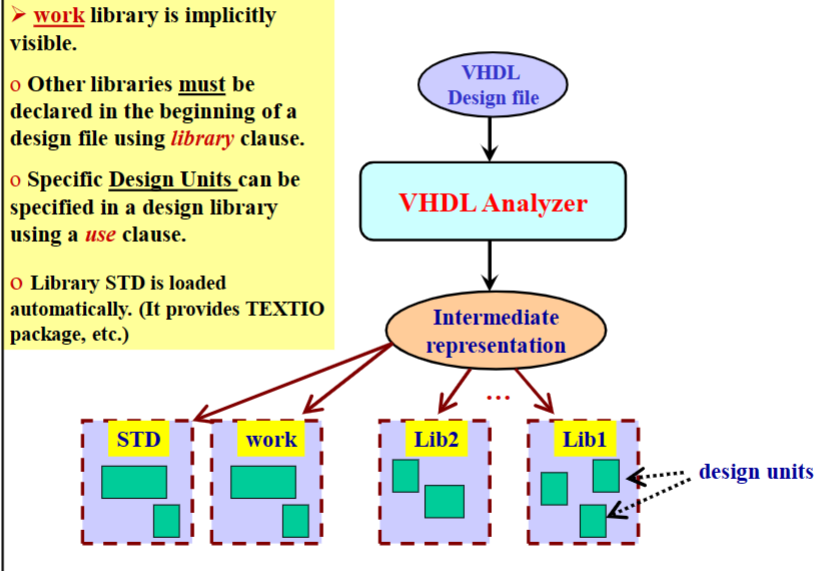 ➢ work library is implicitly
visible.
o Other libraries must be
declared in the beginning of a
design file using library clause.
o Specific Design Units can be
specified in a design library
using a use clause.
o Library STD is loaded
automatically. (It provides TEXTIO
package, etc.)
VHDL
Design file
VHDL Analyzer
Intermediate
representation
...
STD
work
Lib2
Lib1
design units